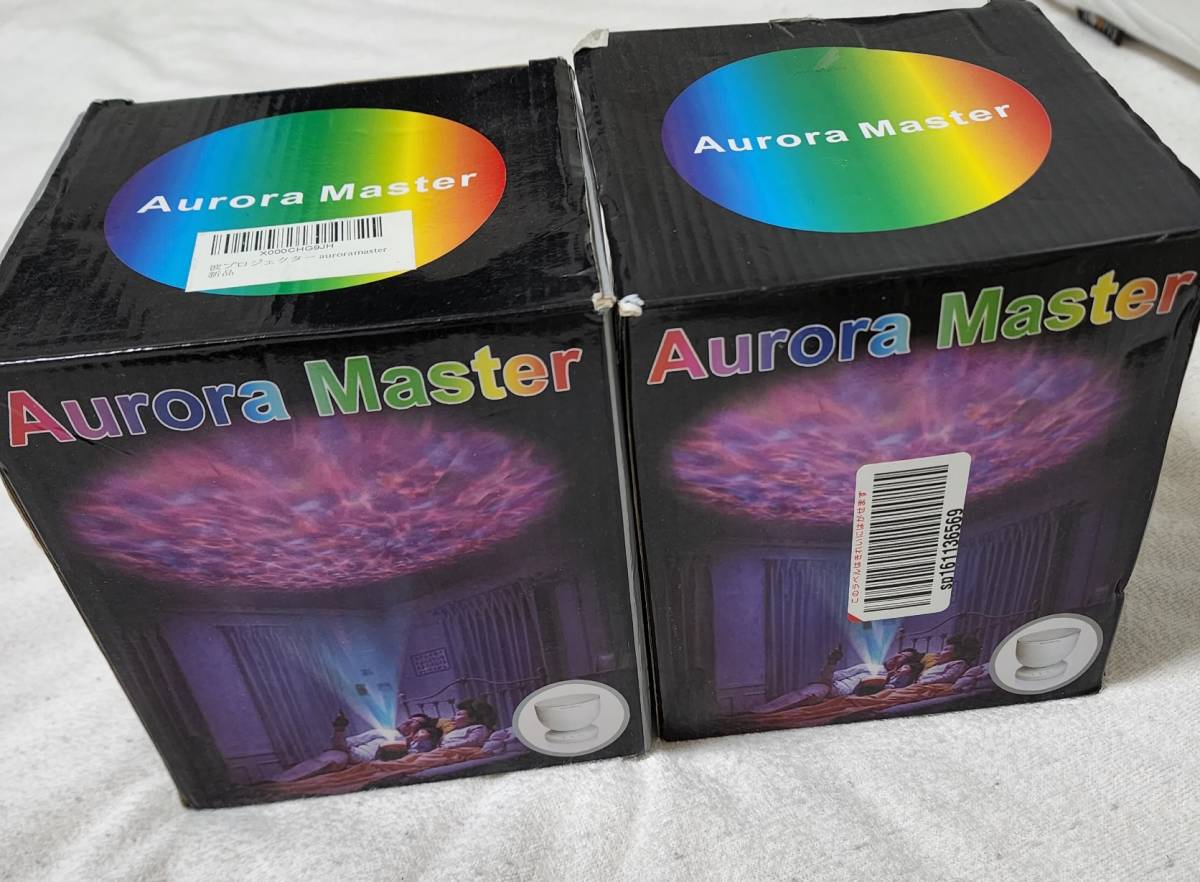 Aurora Master
X000CHG9JH
波プロジェクター auroramaster
新品
Aurora Master
Aurora Master
Aurora Master
このラベルはきれいにはがせます
sp161136569